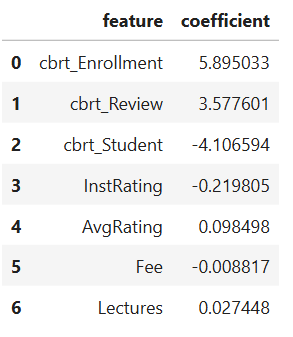 feature coefficient
0 cbrt_Enrollment 5.895033
1 cbrt_Review 3.577601
2 cbrt_Student -4.106594
3 InstRating -0.219805
4 AvgRating 0.098498
5 Fee -0.008817
6 Lectures 0.027448